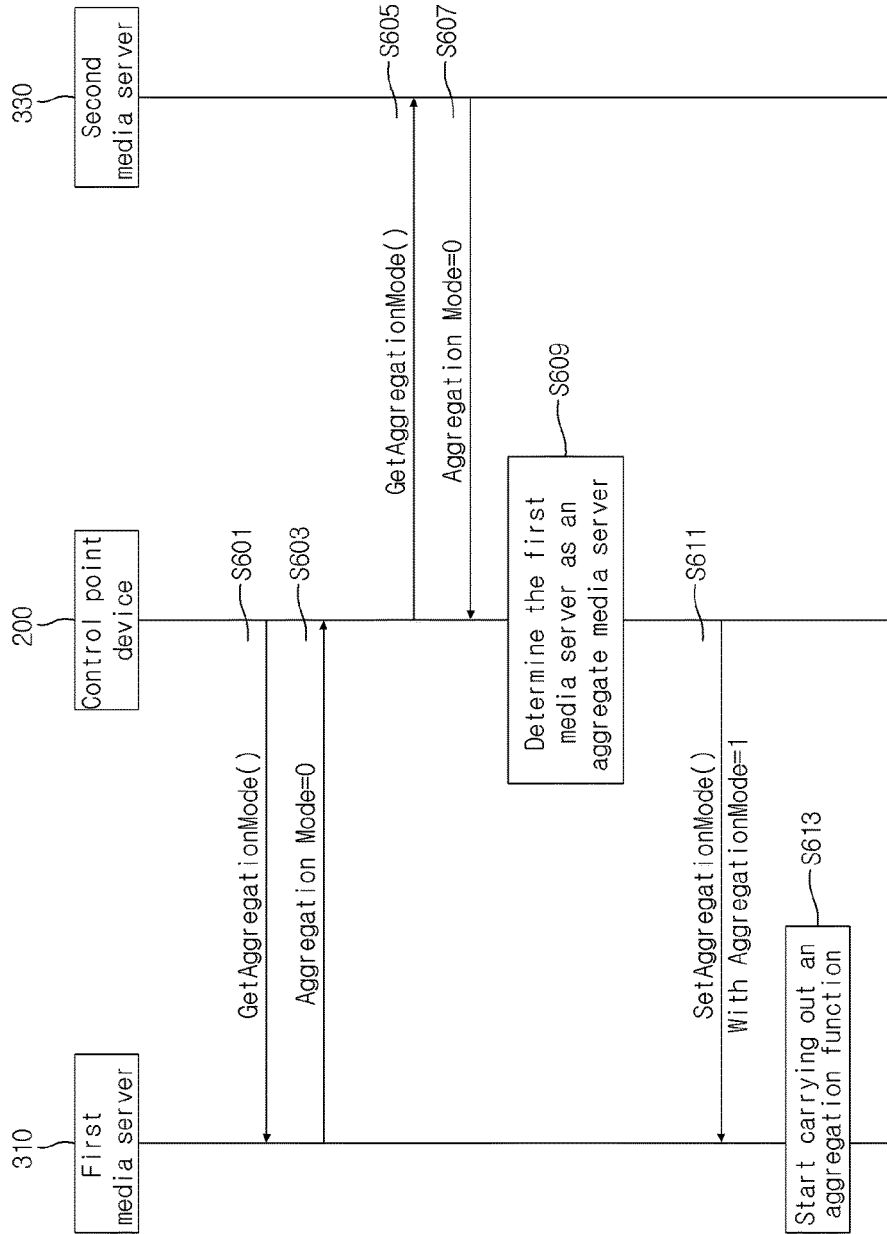 310
First
media server
200
Control point
device
330
Second
media server
GetAggregationMode()
S601
Aggregation Mode=0
S603
GetAggregationMode()
S605
Aggregation Mode=0
S607
Determine the first
media server as an
aggregate media server
S609
SetAggregationMode()
With AggregationMode=1
S611
Start carrying out an
aggregation function
S613